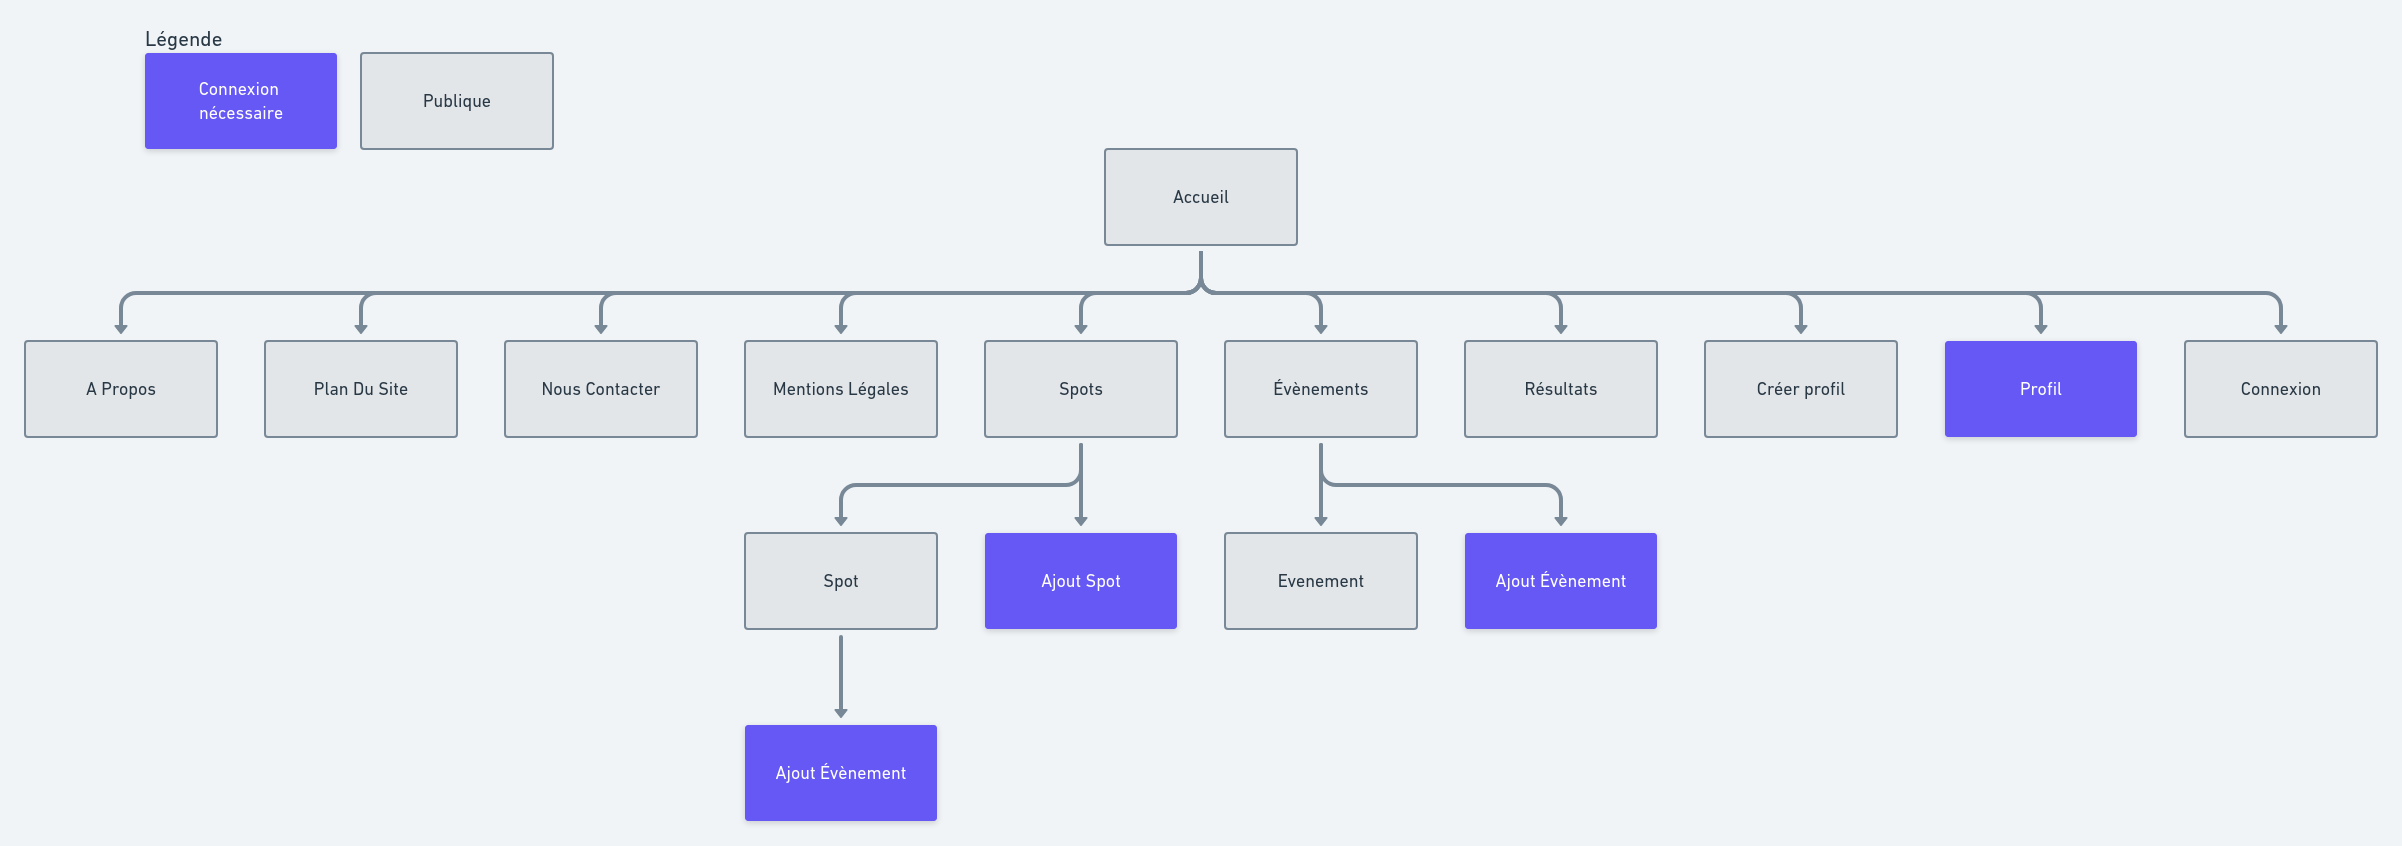 Légende
Connexion
nécessaire
Publique
Accueil
A Propos
Plan Du Site
Nous Contacter
Mentions Légales
Spots
Évènements
Résultats
Créer profil
Profil
Connexion
Spot
Ajout Spot
Evenement
Ajout Évènement
Ajout Évènement